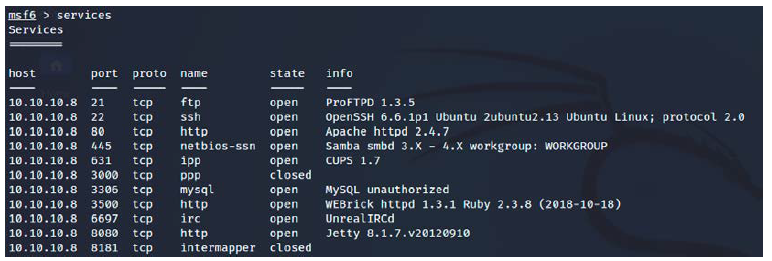 msf6 > services
Services
host port proto name state info
10.10.10.8 21 tcp ftp open ProFTPD 1.3.5
10.10.10.8 22 tcp ssh open OpenSSH 6.6.1p1 Ubuntu 2ubuntu2.13 Ubuntu Linux; protocol 2.0
10.10.10.8 80 tcp http open Apache httpd 2.4.7
10.10.10.8 445 tcp netbios-ssn open Samba smbd 3.X - 4.X workgroup: WORKGROUP
10.10.10.8 631 tcp ipp open CUPS 1.7
10.10.10.8 3000 tcp ppp closed
10.10.10.8 3306 tcp mysql open MySQL unauthorized
10.10.10.8 3500 tcp http open WEBrick httpd 1.3.1 Ruby 2.3.8 (2018-10-18)
10.10.10.8 6697 tcp irc open UnrealIRCd
10.10.10.8 8080 tcp http open Jetty 8.1.7.v20120910
10.10.10.8 8181 tcp intermapper closed